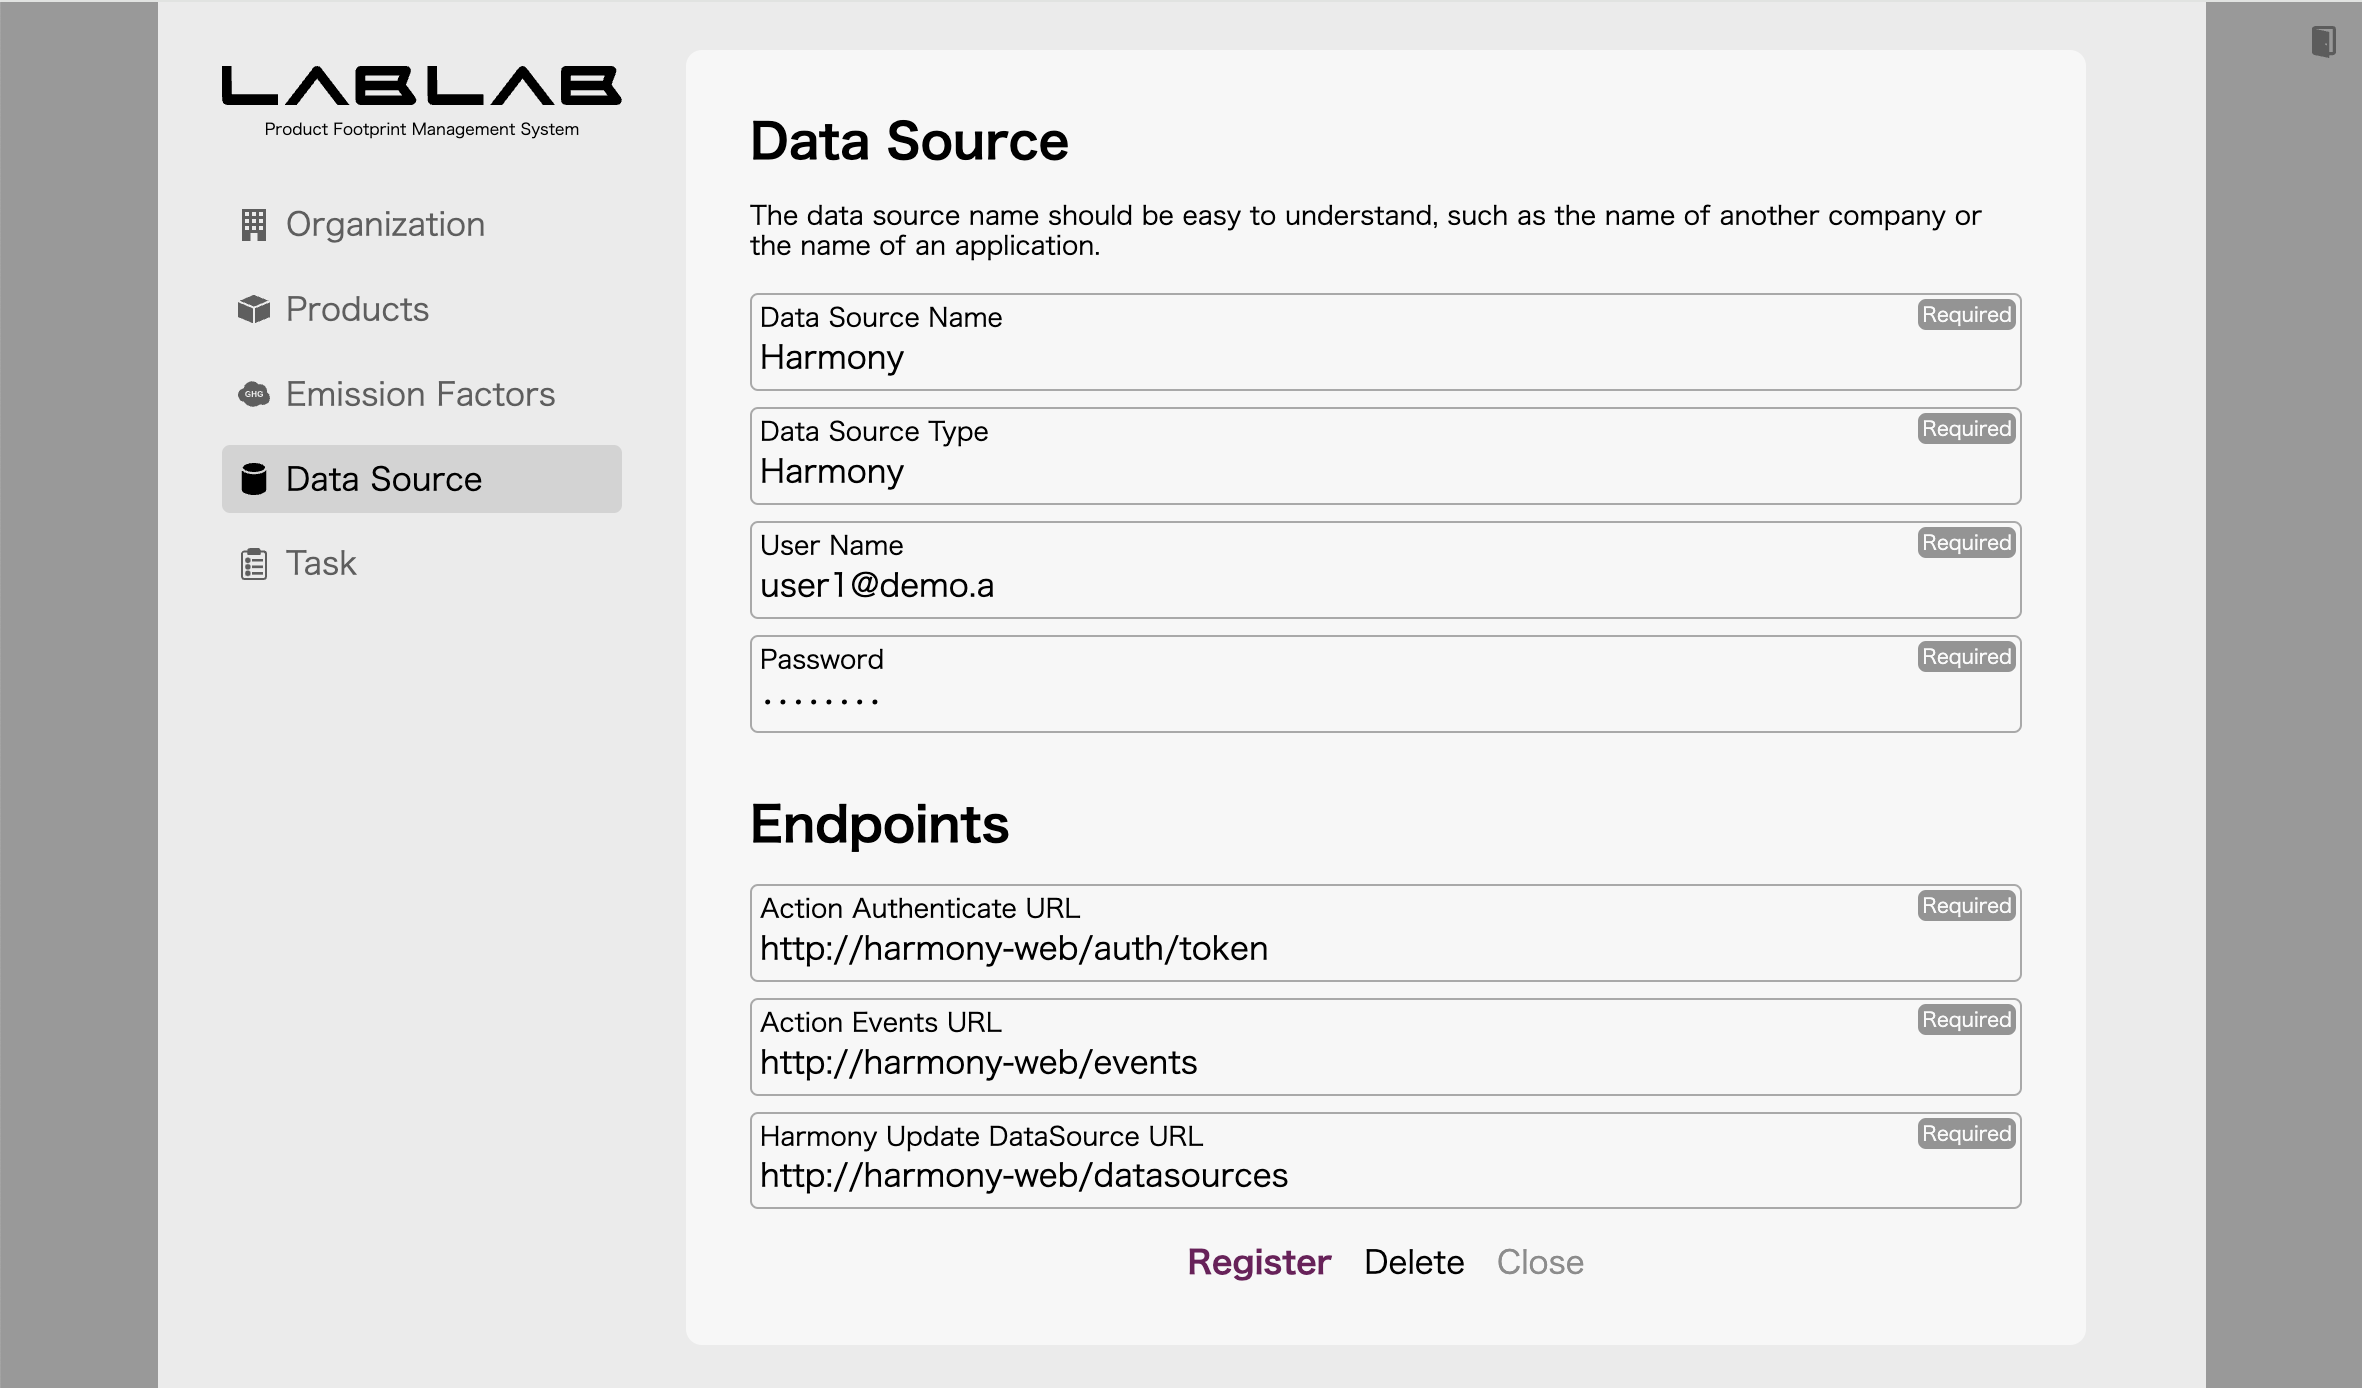 LABLAB
Product Footprint Management System
Organization
Products
GHG
Emission Factors
Data Source
Task
Data Source
The data source name should be easy to understand, such as the name of another company or
the name of an application.
Data Source Name
Required
Harmony
Data Source Type
Required
Harmony
User Name
Required
user1@demo.a
Password
Required
········
Endpoints
Action Authenticate URL
Required
http://harmony-web/auth/token
Action Events URL
Required
http://harmony-web/events
Harmony Update DataSource URL
Required
http://harmony-web/datasources
Register Delete Close